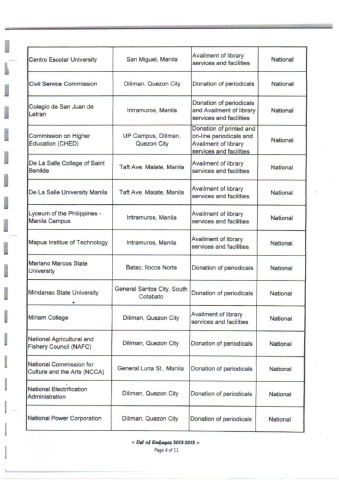 Centro Escolar University San Miguel, Manila Availment of library services and facilities National
Civil Service Commission Diliman, Quezon City Donation of periodicals National
Colegio de San Juan de Letran Intramuros, Manila Donation of periodicals and Availment of library services and facilities National
Commission on Higher Education (CHED) UP Campus, Diliman, Quezon City Donation of printed and on-line periodicals and Availment of library services and facilities National
De La Salle College of Saint Benilde Taft Ave. Malate, Manila Availment of library services and facilities National
De La Salle University Manila Taft Ave. Malate, Manila Availment of library services and facilities National
Lyceum of the Philippines - Manila Campus Intramuros, Manila Availment of library services and facilities National
Mapua Institue of Technology Intramuros, Manila Availment of library services and facilities National
Mariano Marcos State University Batac, Ilocos Norte Donation of periodicals National
Mindanao State University General Santos City, South Cotabato Donation of periodicals National
Miriam College Diliman, Quezon City Availment of library services and facilities National
National Agricultural and Fishery Council (NAFC) Diliman, Quezon City Donation of periodicals National
National Commission for Culture and the Arts (NCCA) General Luna St., Manila Donation of periodicals National
National Electrification Administration Diliman, Quezon City Donation of periodicals National
National Power Corporation Diliman, Quezon City Donation of periodicals National
List of Linkages 2013-2015
Page 4 of 11